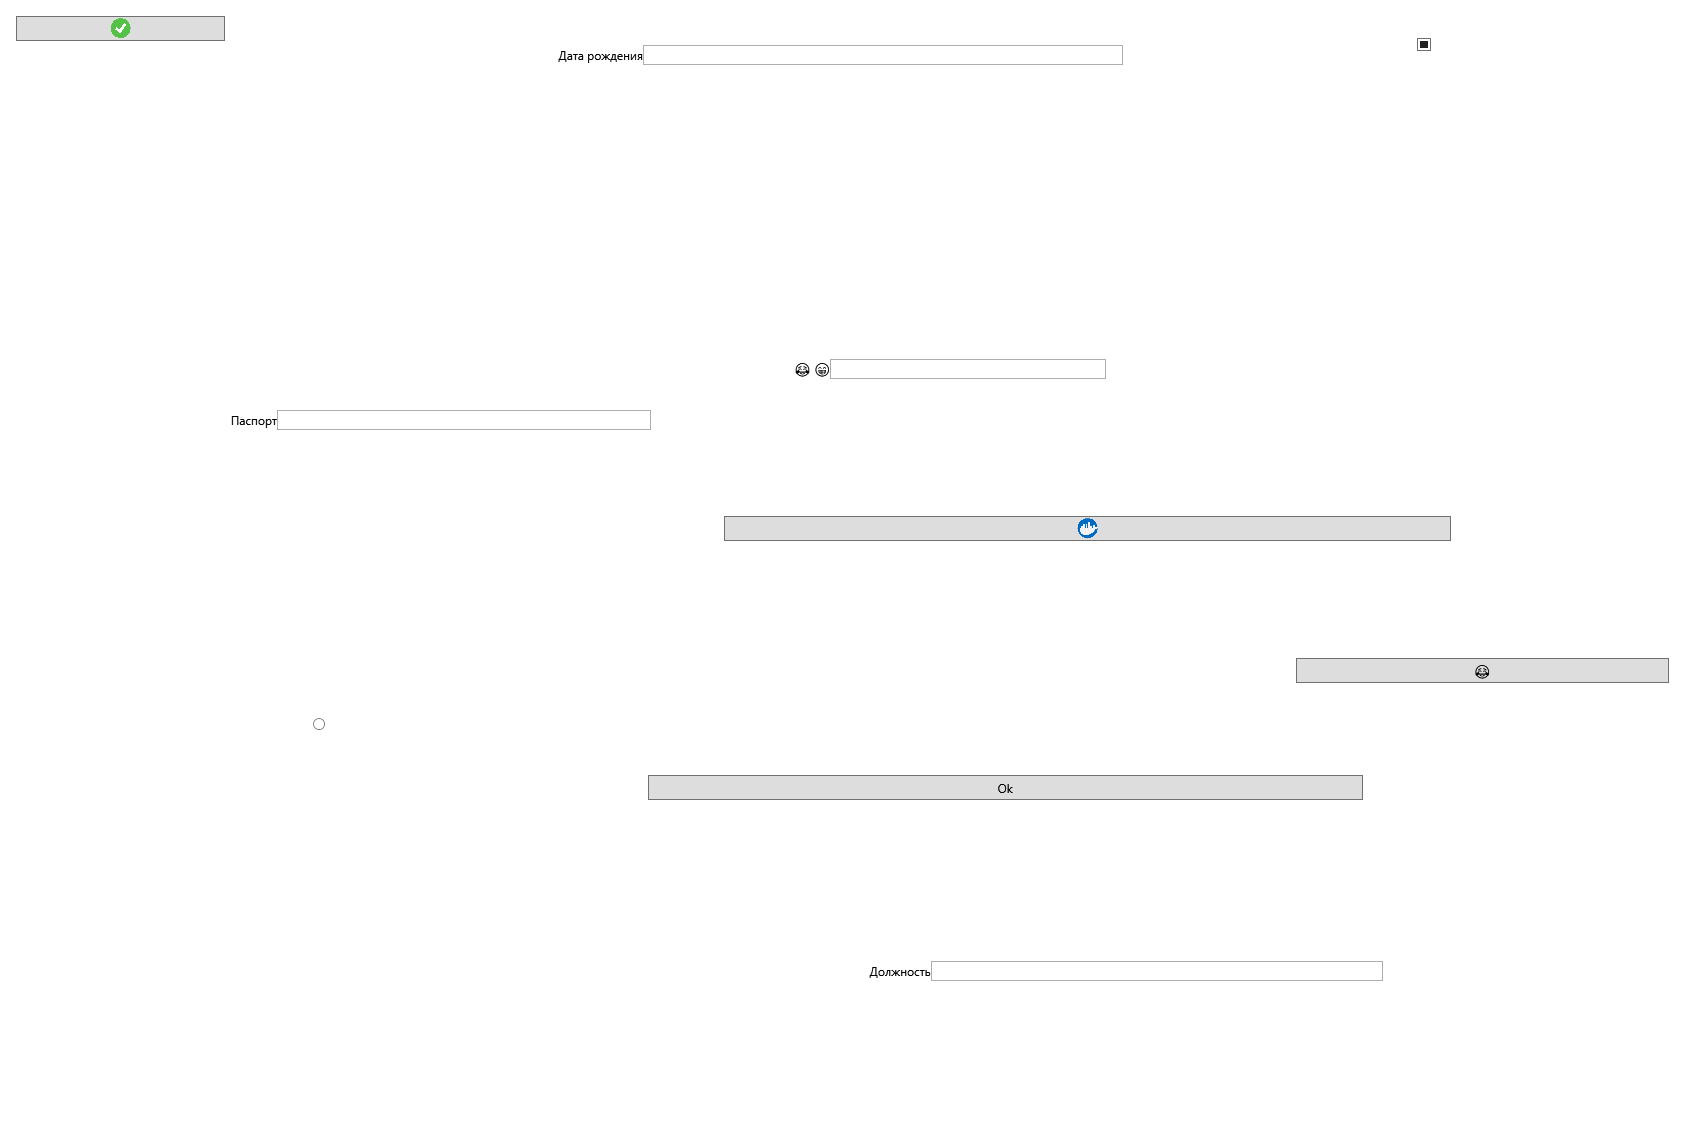 Дата рождения
😂 😁
Паспорт
😂
Ok
Должность